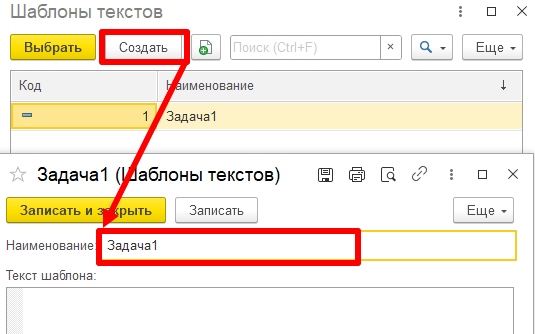 Шаблоны текстов
Выбрать Создать Поиск (Ctrl+F) × Еще
Код Наименование ↓
1 Задача1
Задача1 (Шаблоны текстов)
Записать и закрыть Записать Еще
Наименование: Задача1
Текст шаблона: